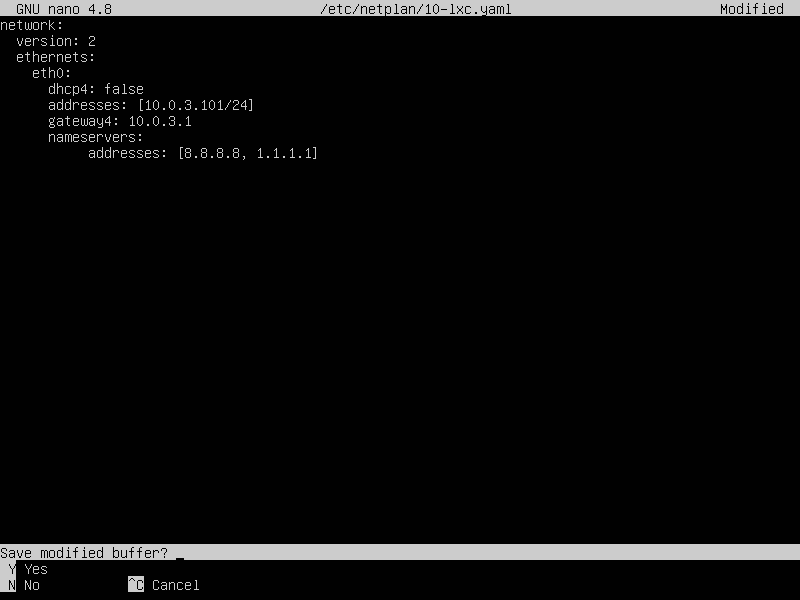 GNU nano 4.8 /etc/netplan/10-lxc.yaml Modified
network:
  version: 2
  ethernets:
    eth0:
      dhcp4: false
      addresses: [10.0.3.101/24]
      gateway4: 10.0.3.1
      nameservers:
           addresses: [8.8.8.8, 1.1.1.1]
Save modified buffer? _
Y Yes
N No ^C Cancel